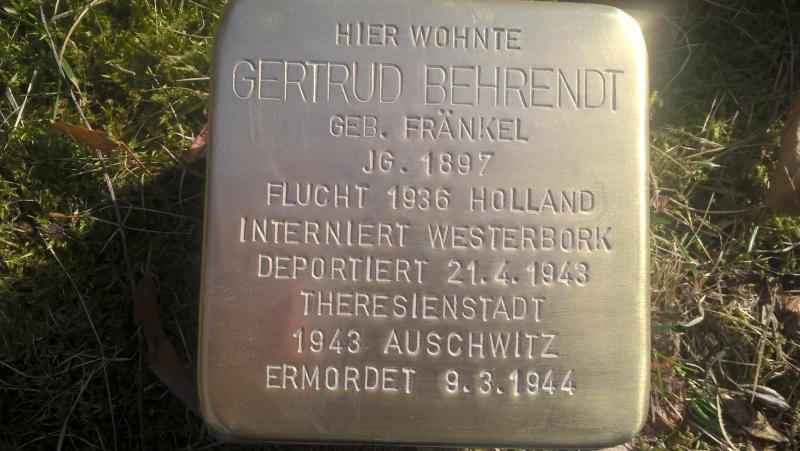 HIER WOHNTE
GERTRUD BEHRENDT
GEB. FRÄNKEL
JG. 1897
FLUCHT 1936 HOLLAND
INTERNIERT WESTERBORK
DEPORTIERT 21.4.1943
THERESIENSTADT
1943 AUSCHWITZ
ERMORDET 9.3.1944